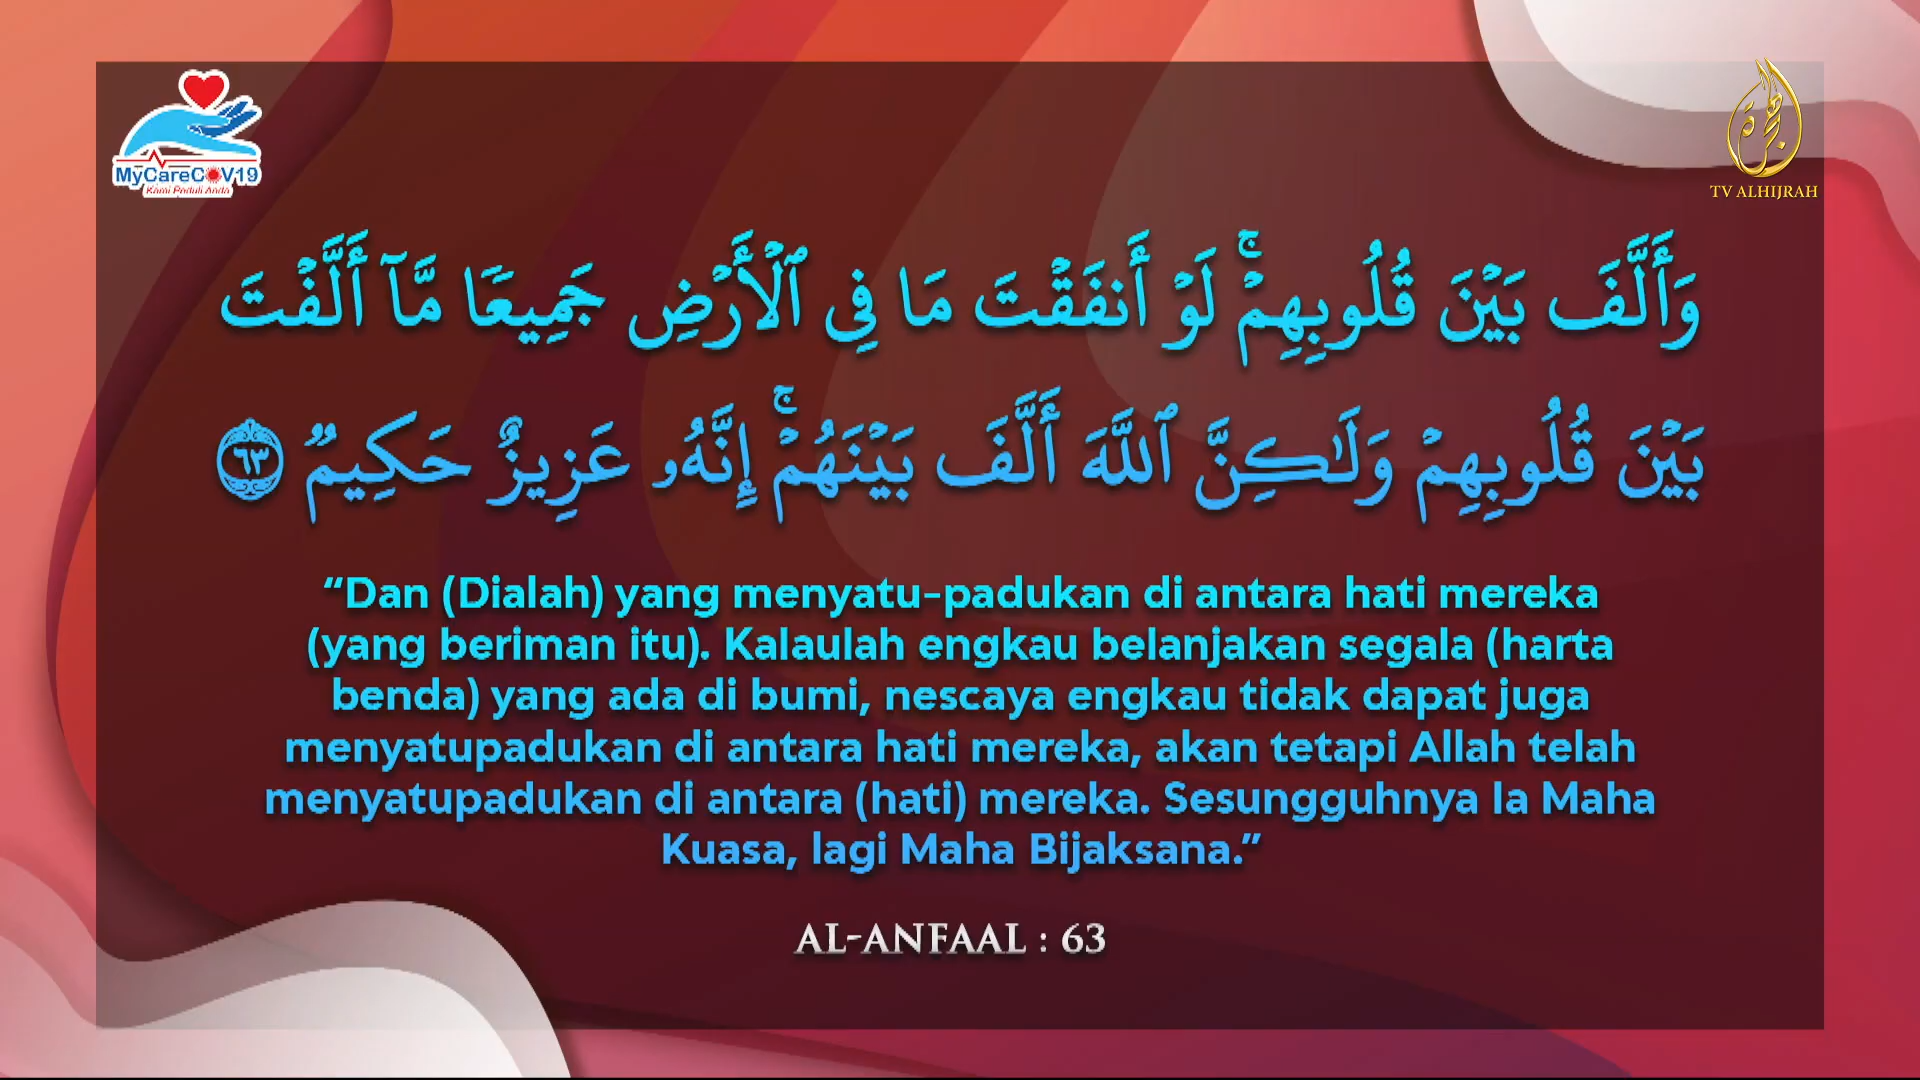 MyCareCOV19
Kami Peduli Anda
TV ALHIJRAH
وَأَلَّفَ بَيْنَ قُلُوبِهِمْۚ لَوْ أَنفَقْتَ مَا فِى ٱلْأَرْضِ جَمِيعًا مَّآ أَلَّفْتَ
بَيْنَ قُلُوبِهِمْ وَلَٰكِنَّ ٱللَّهَ أَلَّفَ بَيْنَهُمْۚ إِنَّهُۥ عَزِيزٌ حَكِيمٌ ٦٣
“Dan (Dialah) yang menyatu-padukan di antara hati mereka
(yang beriman itu). Kalaulah engkau belanjakan segala (harta
benda) yang ada di bumi, nescaya engkau tidak dapat juga
menyatupadukan di antara hati mereka, akan tetapi Allah telah
menyatupadukan di antara (hati) mereka. Sesungguhnya Ia Maha
Kuasa, lagi Maha Bijaksana.”
AL-ANFAAL : 63